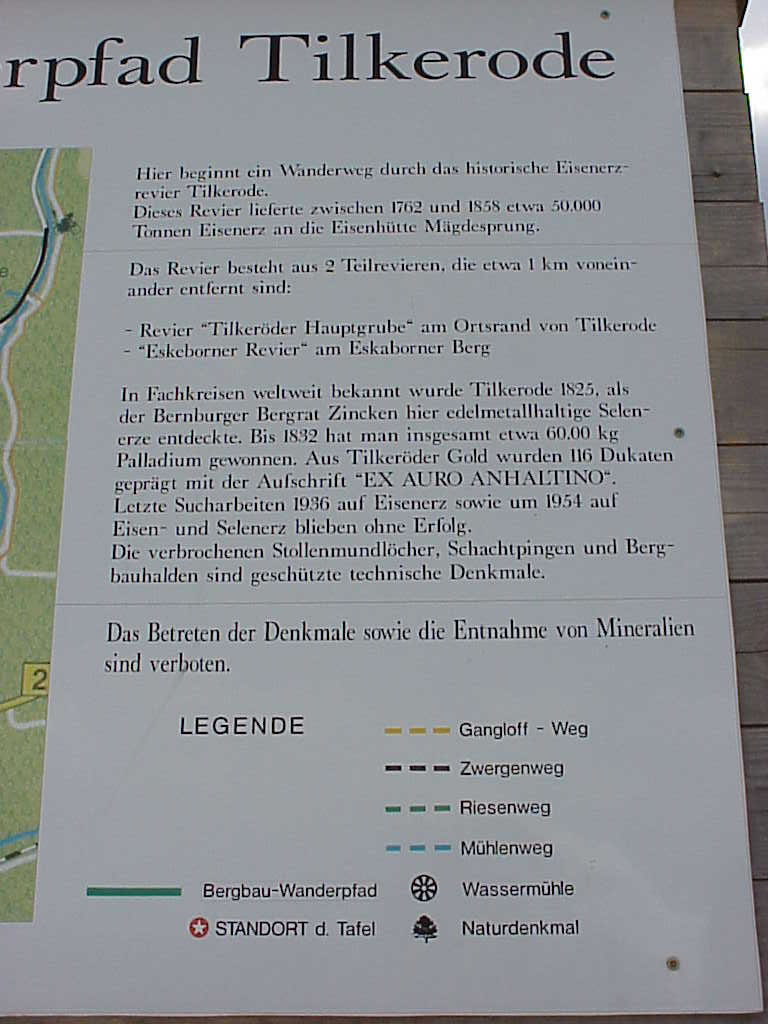 erpfad Tilkerode
Hier beginnt ein Wanderweg durch das historische Eisenerz-
revier Tilkerode.
Dieses Revier lieferte zwischen 1762 und 1858 etwa 50.000
Tonnen Eisenerz an die Eisenhütte Mägdesprung.
Das Revier besteht aus 2 Teilrevieren, die etwa 1 km vonein-
ander entfernt sind:
- Revier "Tilkeröder Hauptgrube" am Ortsrand von Tilkerode
- "Eskeborner Revier" am Eskaborner Berg
In Fachkreisen weltweit bekannt wurde Tilkerode 1825, als
der Bernburger Bergrat Zincken hier edelmetallhaltige Selen-
erze entdeckte. Bis 1832 hat man insgesamt etwa 60.00 kg
Palladium gewonnen. Aus Tilkeröder Gold wurden 116 Dukaten
geprägt mit der Aufschrift "EX AURO ANHALTINO".
Letzte Sucharbeiten 1936 auf Eisenerz sowie um 1954 auf
Eisen- und Selenerz blieben ohne Erfolg.
Die verbrochenen Stollenmundlöcher, Schachtpingen und Berg-
bauhalden sind geschützte technische Denkmale.
Das Betreten der Denkmale sowie die Entnahme von Mineralien
sind verboten.
2
LEGENDE
Gangloff - Weg
Zwergenweg
Riesenweg
Mühlenweg
Bergbau-Wanderpfad
Wassermühle
STANDORT d. Tafel
Naturdenkmal